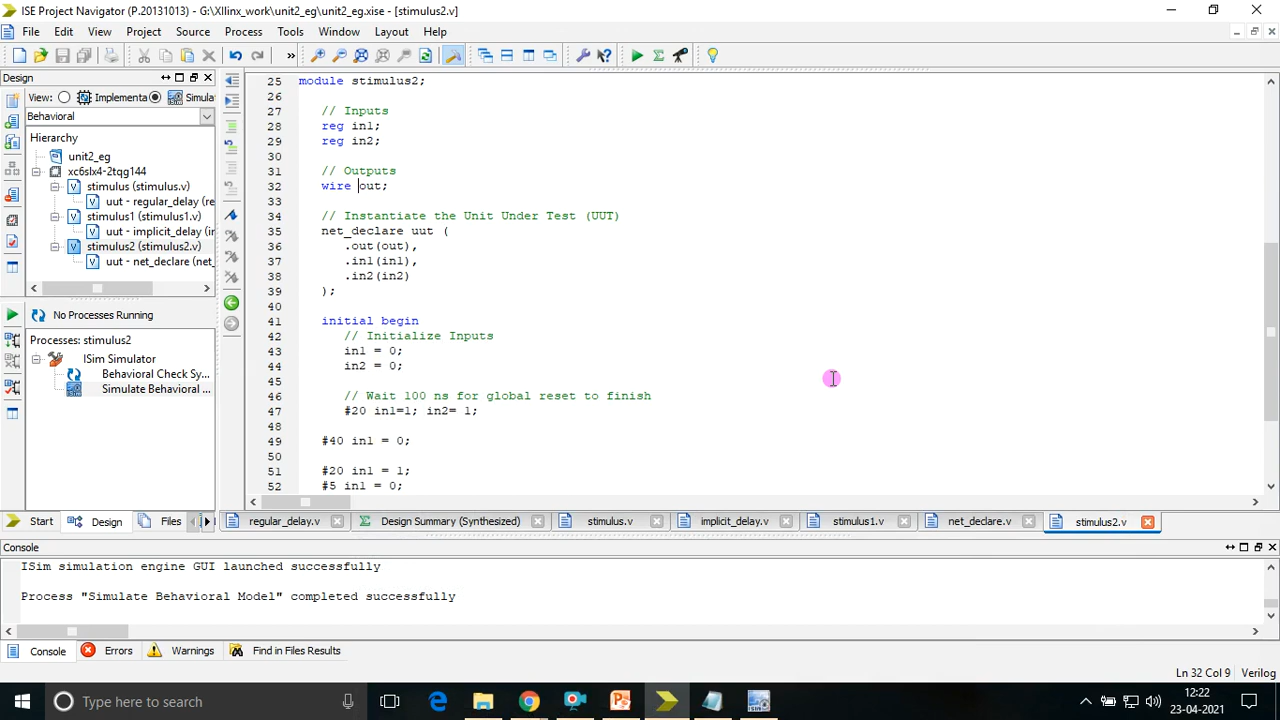 ISE Project Navigator (P.20131013) - G:\XIlinx_work\unit2_eg\unit2_eg.xise - [stimulus2.v]
File Edit View Project Source Process Tools Window Layout Help
Design
View: Implementa Simula
Behavioral
Hierarchy
unit2_eg
xc6slx4-2tqg144
stimulus (stimulus.v)
uut - regular_delay (re
stimulus1 (stimulus1.v)
uut - implicit_delay (ir
stimulus2 (stimulus2.v)
uut - net_declare (net_
No Processes Running
Processes: stimulus2
ISim Simulator
Behavioral Check Sy...
Simulate Behavioral ...
Start Design Files
25 module stimulus2;
26
27 // Inputs
28 reg in1;
29 reg in2;
30
31 // Outputs
32 wire out;
33
34 // Instantiate the Unit Under Test (UUT)
35 net_declare uut (
36 .out(out),
37 .in1(in1),
38 .in2(in2)
39 );
40
41 initial begin
42 // Initialize Inputs
43 in1 = 0;
44 in2 = 0;
45
46 // Wait 100 ns for global reset to finish
47 #20 in1=1; in2= 1;
48
49 #40 in1 = 0;
50
51 #20 in1 = 1;
52 #5 in1 = 0;
regular_delay.v Design Summary (Synthesized) stimulus.v implicit_delay.v stimulus1.v net_declare.v stimulus2.v
Console
ISim simulation engine GUI launched successfully
Process "Simulate Behavioral Model" completed successfully
Console Errors Warnings Find in Files Results
Ln 32 Col 9 Verilog
Type here to search
12:22
23-04-2021